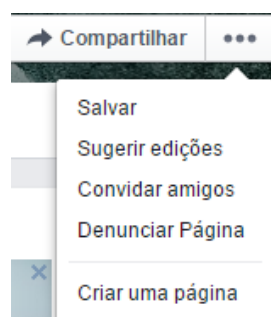 Compartilhar
Salvar
Sugerir edições
Convidar amigos
Denunciar Página
Criar uma página